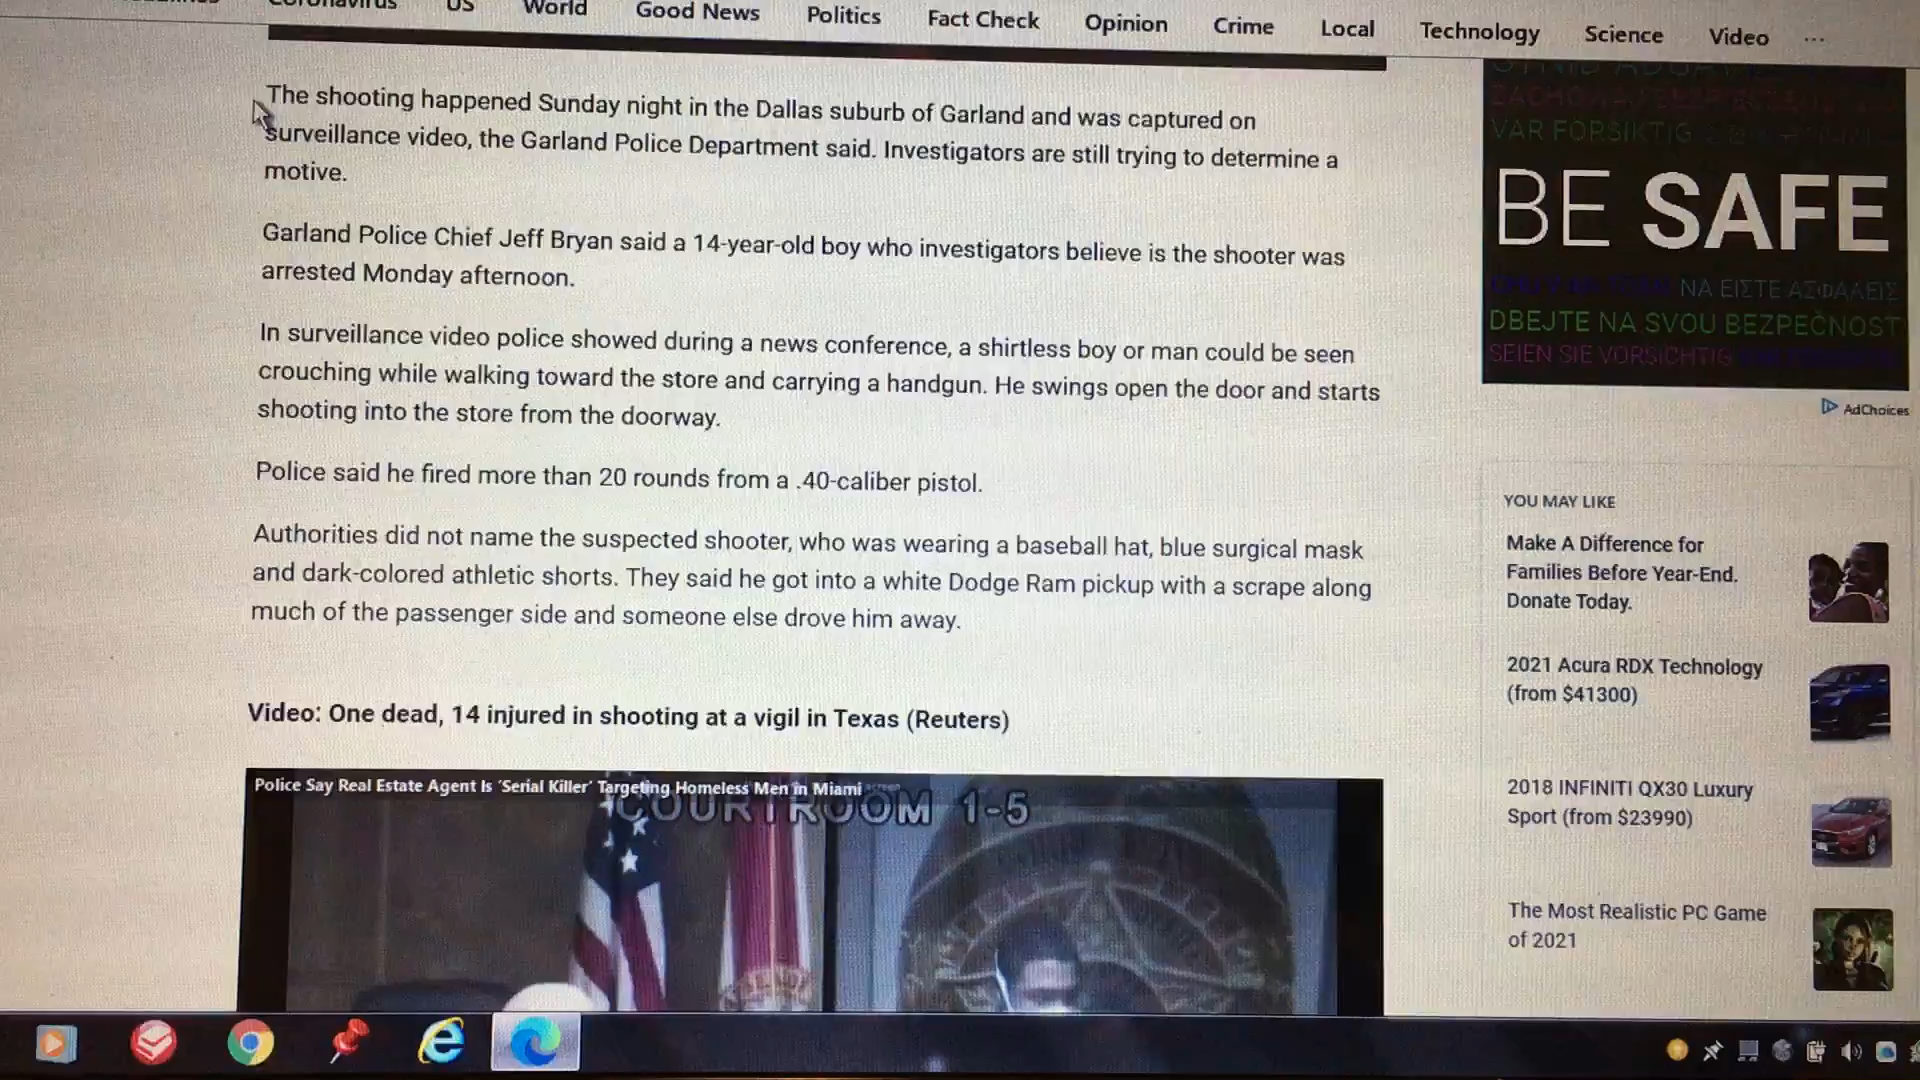 US
World
Good News
Politics
Fact Check
Opinion
Crime
Local
Technology
Science
Video
...
The shooting happened Sunday night in the Dallas suburb of Garland and was captured on
surveillance video, the Garland Police Department said. Investigators are still trying to determine a
motive.
Garland Police Chief Jeff Bryan said a 14-year-old boy who investigators believe is the shooter was
arrested Monday afternoon.
In surveillance video police showed during a news conference, a shirtless boy or man could be seen
crouching while walking toward the store and carrying a handgun. He swings open the door and starts
shooting into the store from the doorway.
Police said he fired more than 20 rounds from a .40-caliber pistol.
Authorities did not name the suspected shooter, who was wearing a baseball hat, blue surgical mask
and dark-colored athletic shorts. They said he got into a white Dodge Ram pickup with a scrape along
much of the passenger side and someone else drove him away.
Video: One dead, 14 injured in shooting at a vigil in Texas (Reuters)
Police Say Real Estate Agent Is 'Serial Killer' Targeting Homeless Men in Miami
COURTROOM 1-5
VAR FORSIKTIG
BE SAFE
ΝΑ ΕΙΣΤΕ ΑΣΦΑΛΕΙΣ
DBEJTE NA SVOU BEZPEČNOST
SEIEN SIE VORSICHTIG
AdChoices
YOU MAY LIKE
Make A Difference for
Families Before Year-End.
Donate Today.
2021 Acura RDX Technology
(from $41300)
2018 INFINITI QX30 Luxury
Sport (from $23990)
The Most Realistic PC Game
of 2021